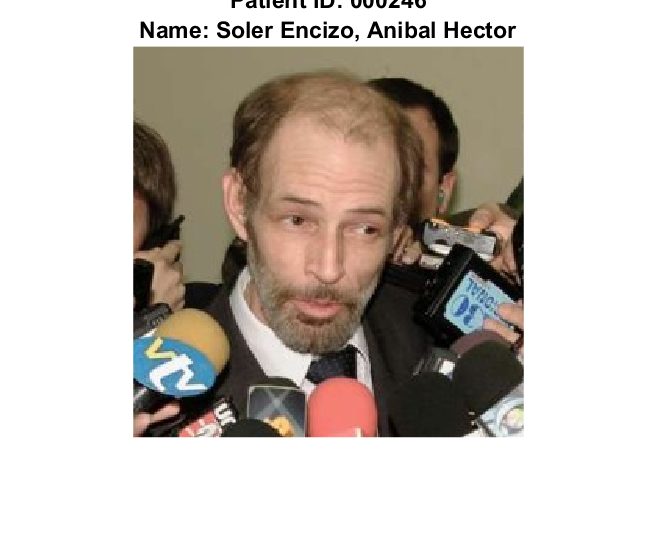 Patient ID: 000246
Name: Soler Encizo, Anibal Hector
vtv